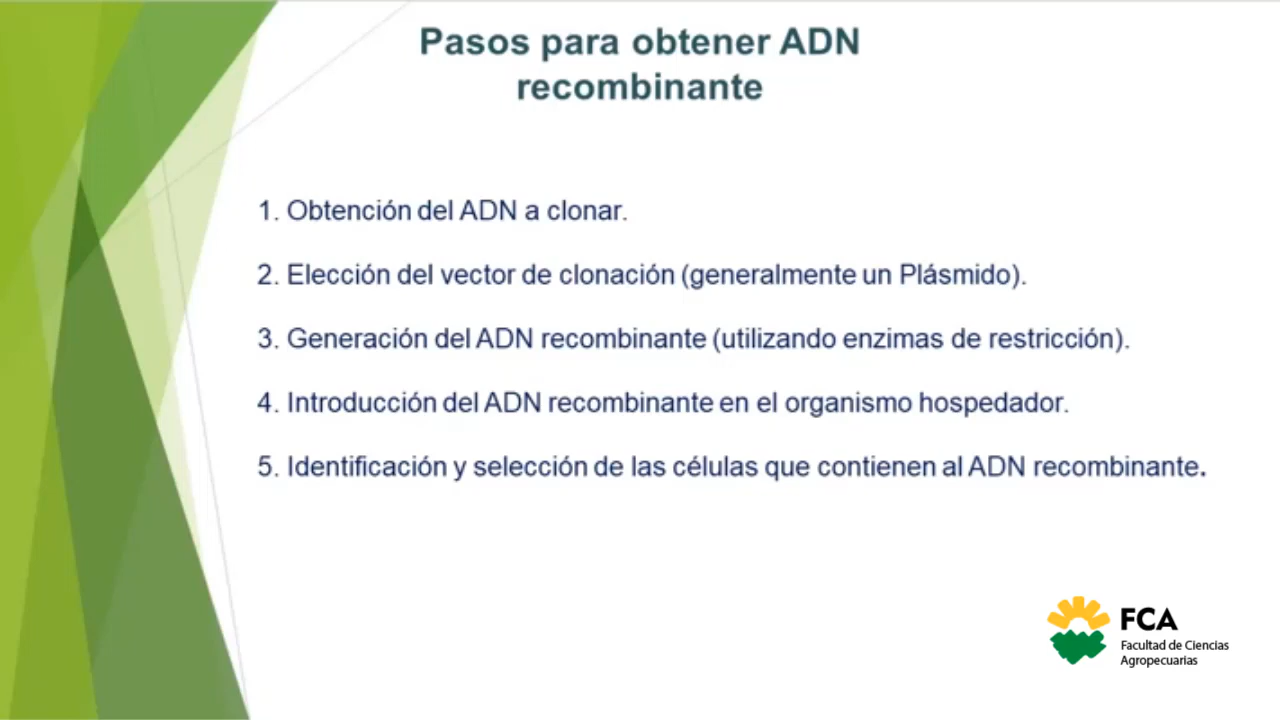 Pasos para obtener ADN
recombinante
1. Obtención del ADN a clonar.
2. Elección del vector de clonación (generalmente un Plásmido).
3. Generación del ADN recombinante (utilizando enzimas de restricción).
4. Introducción del ADN recombinante en el organismo hospedador.
5. Identificación y selección de las células que contienen al ADN recombinante.
FCA
Facultad de Ciencias
Agropecuarias